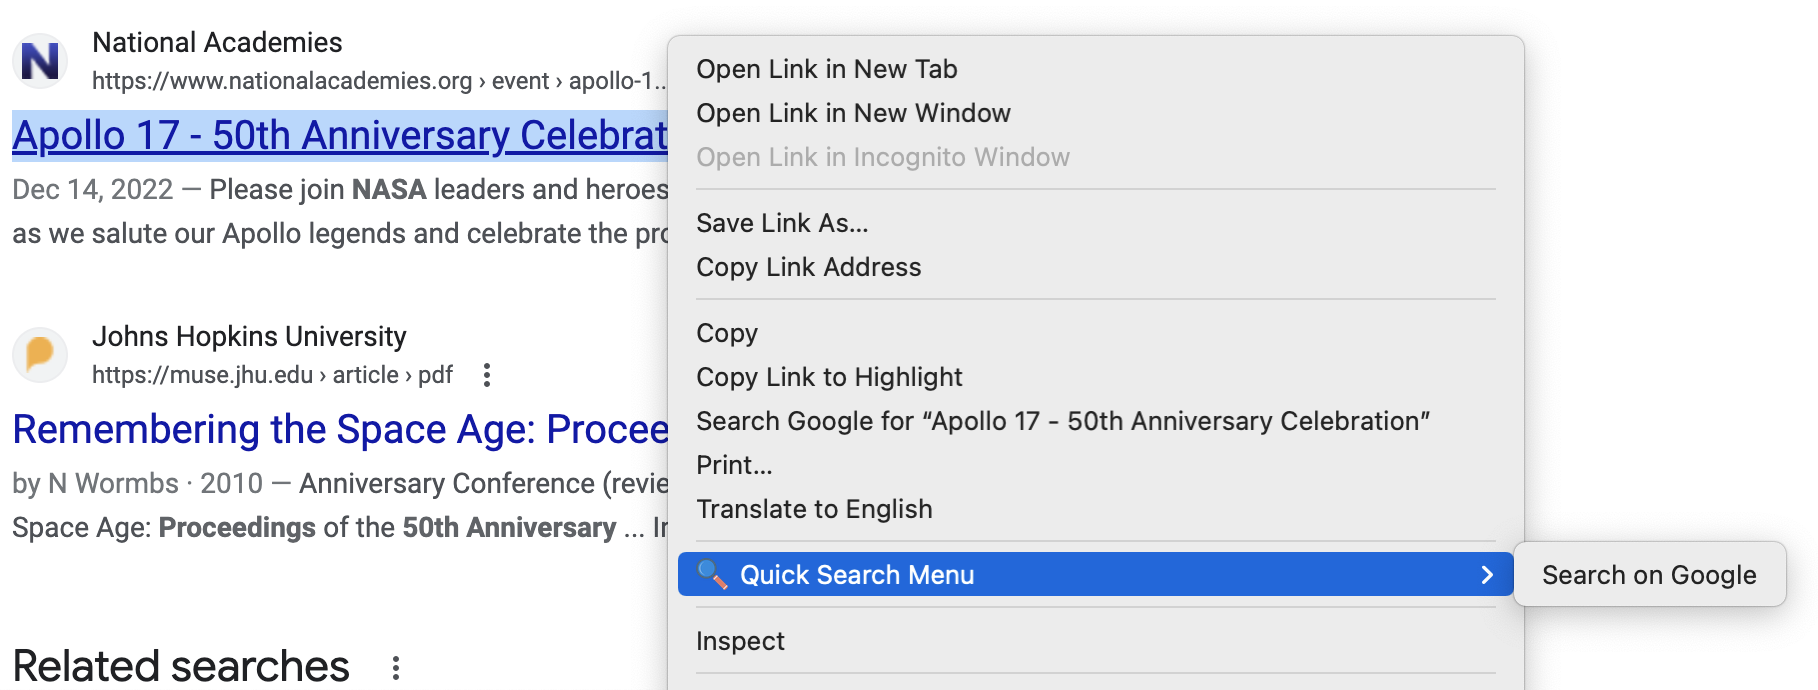 National Academies
https://www.nationalacademies.org › event › apollo-1...
Apollo 17 - 50th Anniversary Celebrat
Dec 14, 2022 — Please join NASA leaders and heroes
as we salute our Apollo legends and celebrate the pro
Johns Hopkins University
https://muse.jhu.edu › article › pdf
Remembering the Space Age: Procee
by N Wormbs · 2010 — Anniversary Conference (revie
Space Age: Proceedings of the 50th Anniversary ... In
Related searches
Open Link in New Tab
Open Link in New Window
Open Link in Incognito Window
Save Link As...
Copy Link Address
Copy
Copy Link to Highlight
Search Google for “Apollo 17 - 50th Anniversary Celebration”
Print...
Translate to English
Quick Search Menu
Search on Google
Inspect